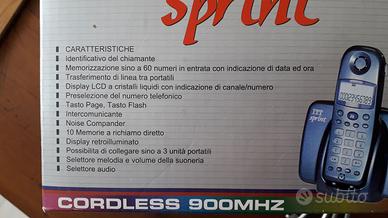 sprint
CARATTERISTICHE
Identificativo del chiamante
Memorizzazione sino a 60 numeri in entrata con indicazione di data ed ora
Trasferimento di linea tra portatili
Display LCD a cristalli liquidi con indicazione di canale/numero
Preselezione del numero telefonico
Tasto Page, Tasto Flash
Intercomunicante
Noise Compander
10 Memorie a richiamo diretto
Display retroilluminato
Possibilita di collegare sino a 3 unità portatili
Selettore melodia e volume della suoneria
Selettore audio
sprint
CORDLESS 900MHZ
subito